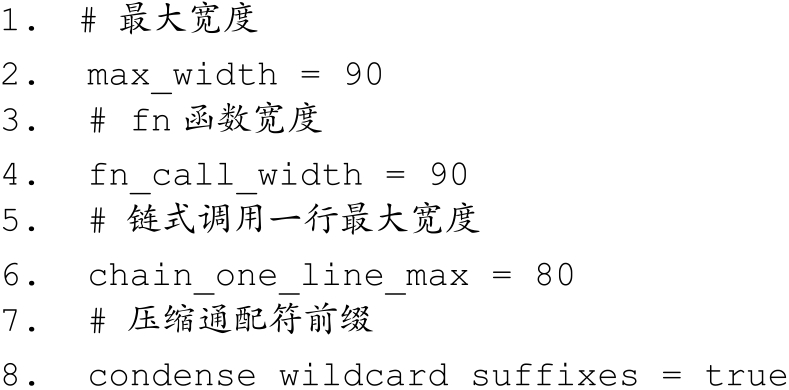 1. # 最大宽度
2. max_width = 90
3. # fn 函数宽度
4. fn_call_width = 90
5. # 链式调用一行最大宽度
6. chain_one_line_max = 80
7. # 压缩通配符前缀
8. condense_wildcard_suffixes = true